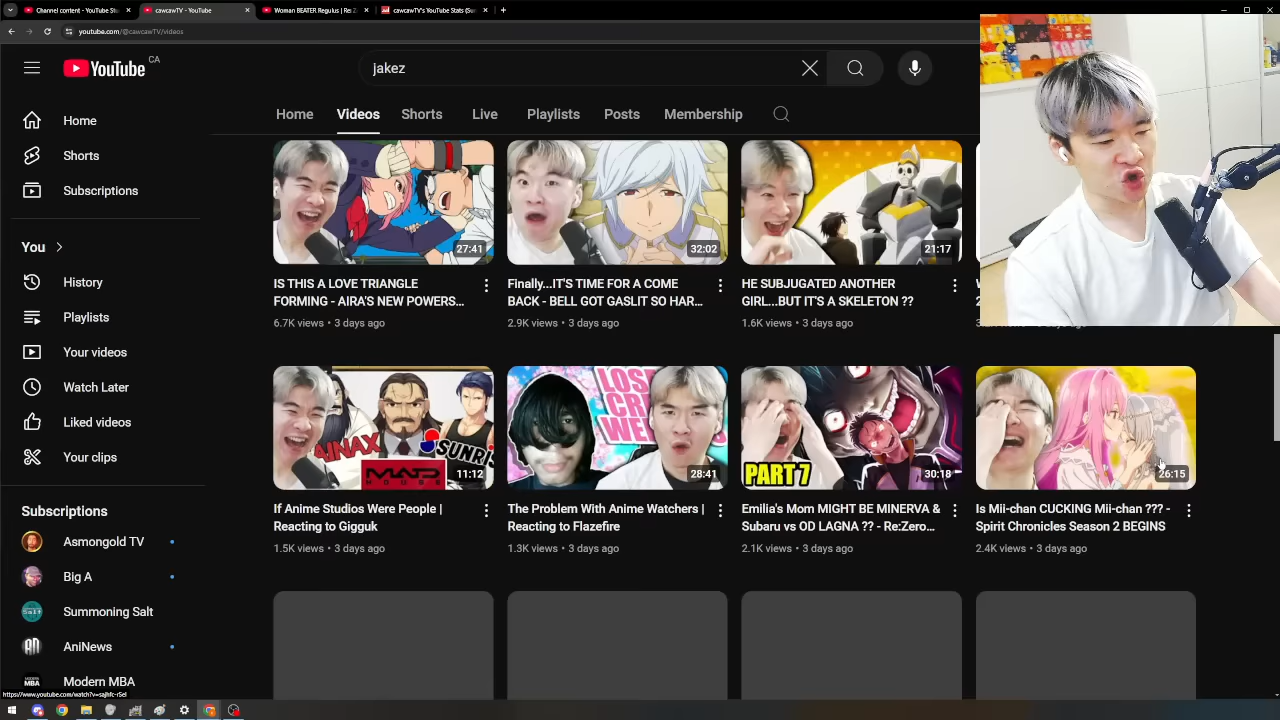 Channel content - YouTube Stu
cawcawTV - YouTube
Woman BEATER Regulus | Re: Z
cawcawTV's YouTube Stats (Su
youtube.com/@cawcawTV/videos
YouTube CA
jakez
Home
Videos
Shorts
Live
Playlists
Posts
Membership
Home
Shorts
Subscriptions
You
History
Playlists
Your videos
Watch Later
Liked videos
Your clips
Subscriptions
Asmongold TV
Big A
Summoning Salt
AniNews
Modern MBA
27:41
32:02
21:17
IS THIS A LOVE TRIANGLE
FORMING - AIRA'S NEW POWERS...
6.7K views • 3 days ago
Finally...IT'S TIME FOR A COME
BACK - BELL GOT GASLIT SO HAR...
2.9K views • 3 days ago
HE SUBJUGATED ANOTHER
GIRL...BUT IT'S A SKELETON ??
1.6K views • 3 days ago
MAD
HOUSE
11:12
28:41
PART 7
30:18
26:15
If Anime Studios Were People |
Reacting to Gigguk
1.5K views • 3 days ago
The Problem With Anime Watchers |
Reacting to Flazefire
1.3K views • 3 days ago
Emilia's Mom MIGHT BE MINERVA &
Subaru vs OD LAGNA ?? - Re:Zero...
2.1K views • 3 days ago
Is Mii-chan CUCKING Mii-chan ??? -
Spirit Chronicles Season 2 BEGINS
2.4K views • 3 days ago